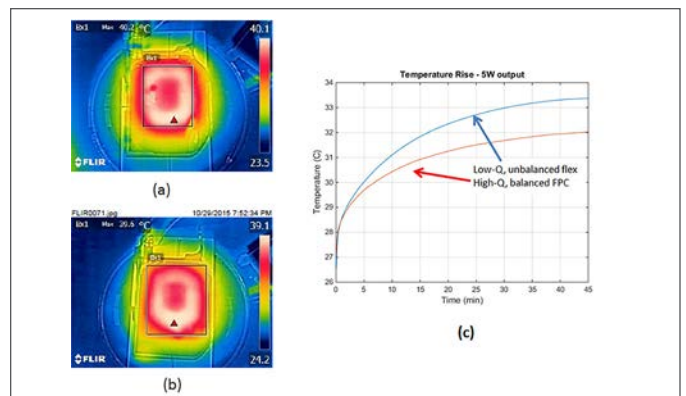 Bx1 Max 40.2 °C
40.1
Bx1
23.5
FLIR
(a)
FLIR0071.jpg 10/29/2015 7:52:34 PM
Bx1 Max 39.6 °C
39.1
Bx1
24.2
FLIR
(b)
Temperature Rise - 5W output
Temperature (C)
34
33
32
31
30
29
28
27
26
Low-Q, unbalanced flex
High-Q, balanced FPC
0 5 10 15 20 25 30 35 40 45
Time (min)
(c)